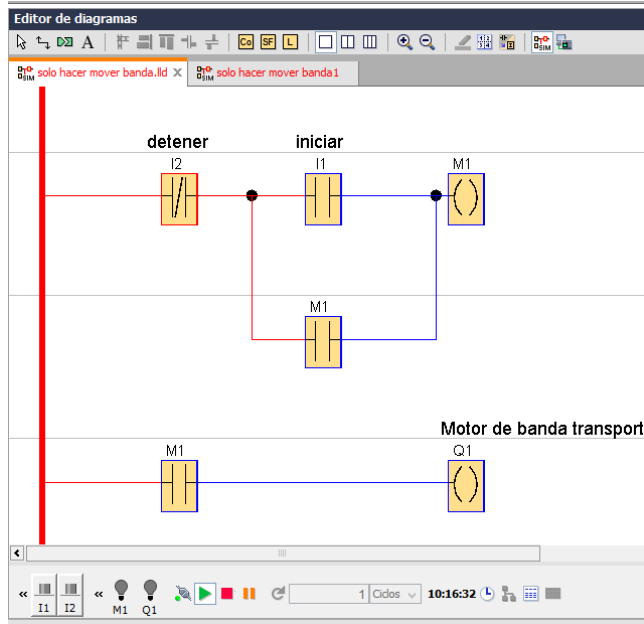 Editor de diagramas
A Co SF L
solo hacer mover banda.lld X solo hacer mover banda1
detener iniciar
I2 I1 M1
M1
Motor de banda transport
M1 Q1
« I1 I2 « M1 Q1 1 Ciclos 10:16:32